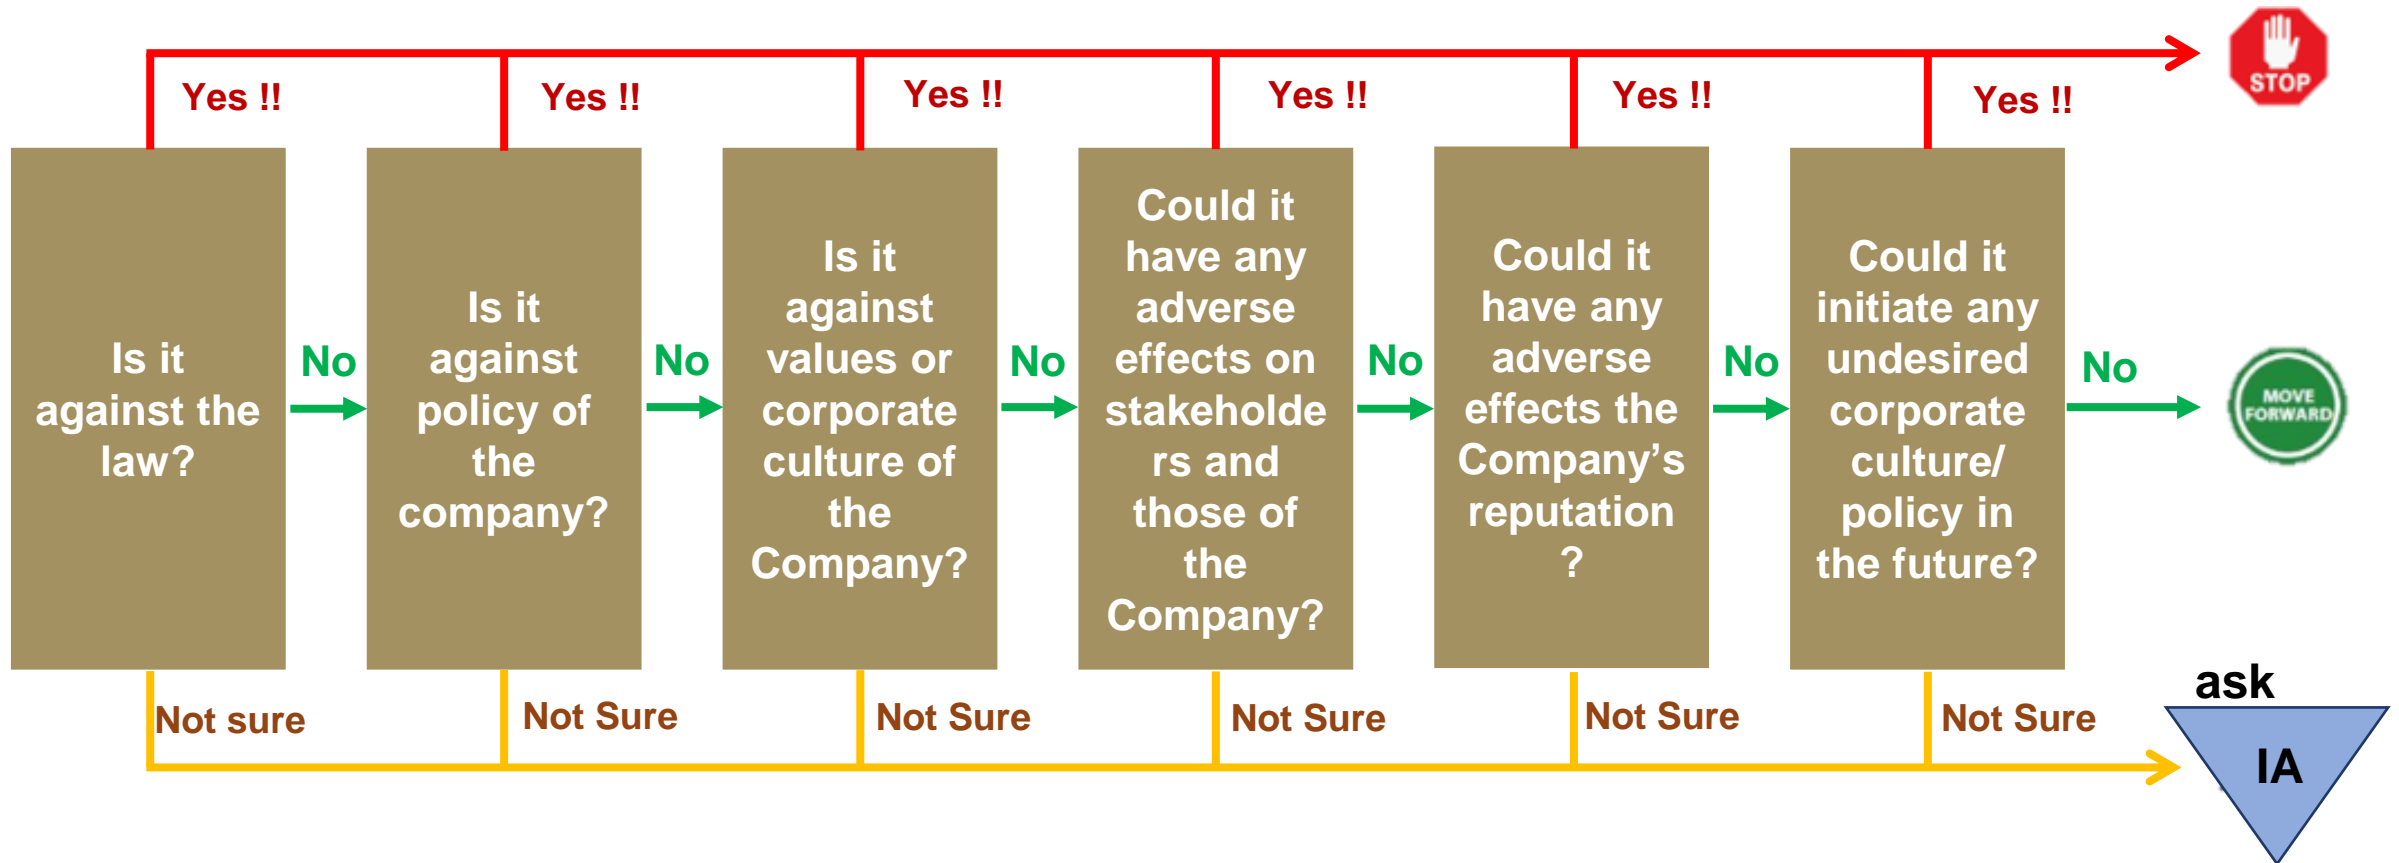 Yes !!
Yes !!
Yes !!
Yes !!
Yes !!
Yes !!
STOP
Is it
against the
law?
No
Is it
against
policy of
the
company?
No
Is it
against
values or
corporate
culture of
the
Company?
No
Could it
have any
adverse
effects on
stakeholde
rs and
those of
the
Company?
No
Could it
have any
adverse
effects the
Company’s
reputation
?
No
Could it
initiate any
undesired
corporate
culture/
policy in
the future?
No
MOVE
FORWARD
Not sure
Not Sure
Not Sure
Not Sure
Not Sure
Not Sure
ask
IA